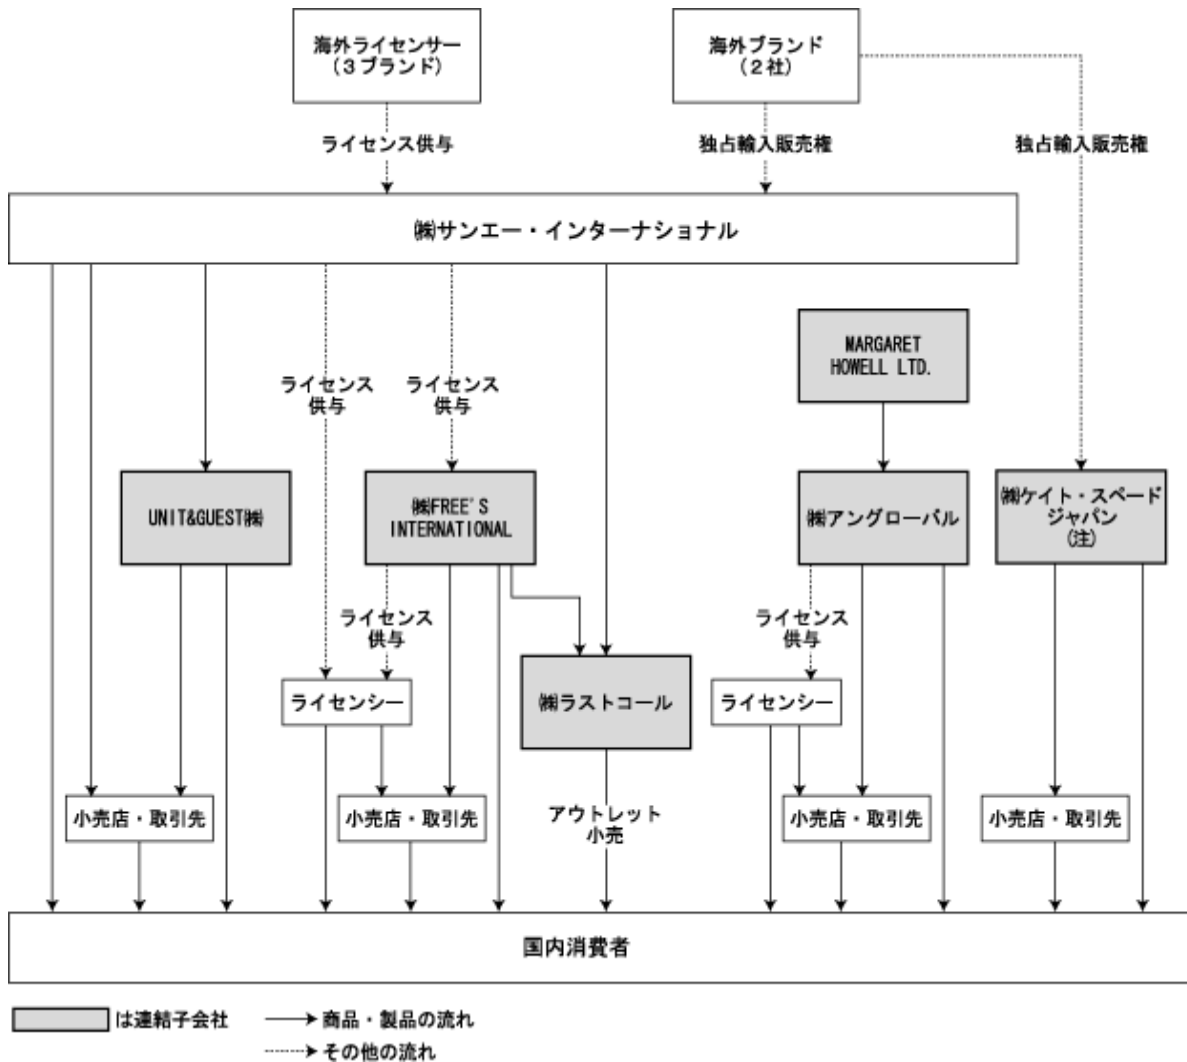 海外ライセンサー
（３ブランド）
海外ブランド
（２社）
ライセンス供与
独占輸入販売権
独占輸入販売権
㈱サンエー・インターナショナル
MARGARET
HOWELL LTD.
ライセンス
供与
ライセンス
供与
UNIT&GUEST㈱
㈱FREE'S
INTERNATIONAL
㈱アングローバル
㈱ケイト・スペード
ジャパン
(注)
ライセンス
供与
ライセンス
供与
ライセンシー
㈱ラストコール
ライセンシー
小売店・取引先
小売店・取引先
アウトレット
小売
小売店・取引先
小売店・取引先
国内消費者
は連結子会社
商品・製品の流れ
その他の流れ